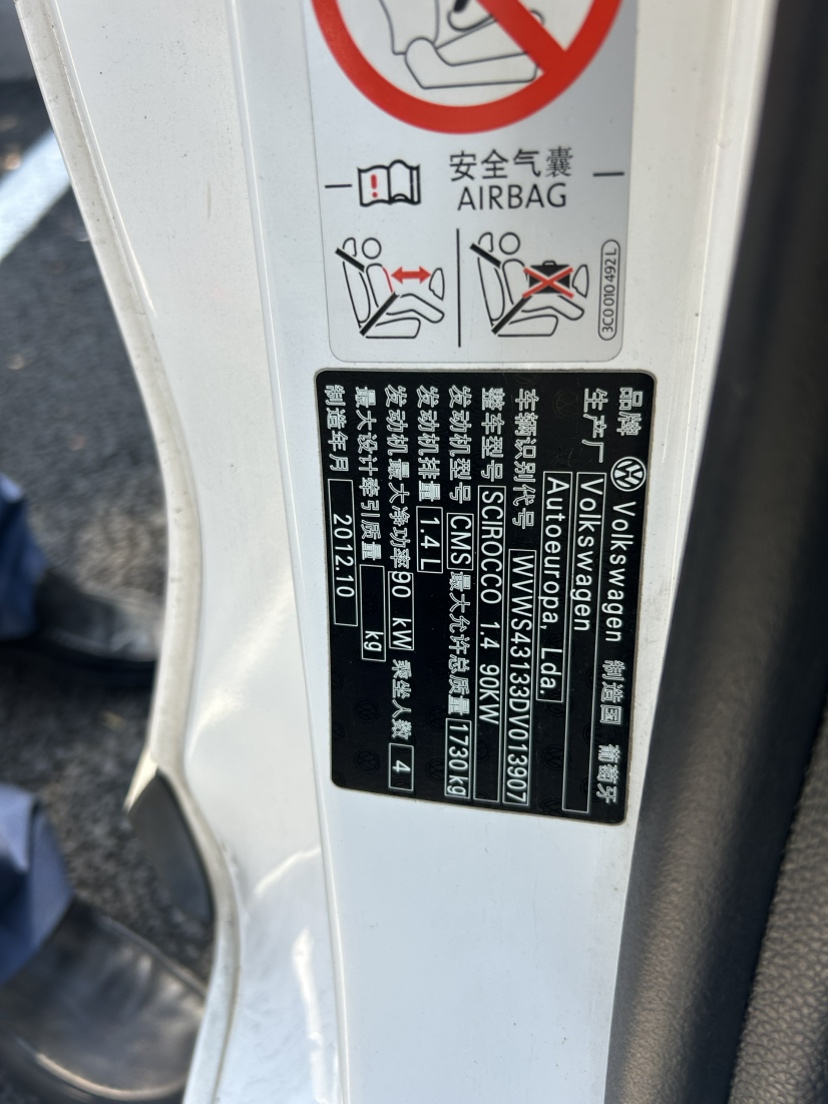 安全气囊
AIRBAG
3C0 010 492 L
品牌 Volkswagen 制造国 葡萄牙
生产厂 Volkswagen
Autoeuropa, Lda.
车辆识别代号 WVWS43133DV013907
整车型号 SCIROCCO 1.4 90KW
发动机型号 CMS 最大允许总质量 1730 kg
发动机排量 1.4 L
发动机最大净功率 90 kW 乘坐人数 4
最大设计牵引质量 kg
制造年月 2012.10